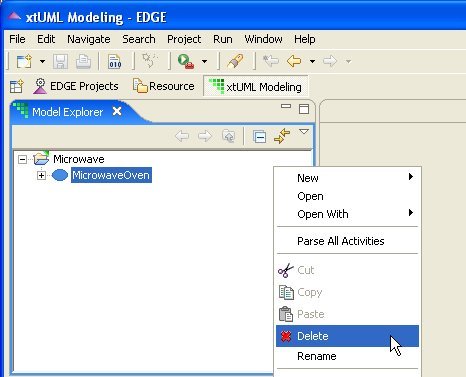 xtUML Modeling - EDGE
File Edit Navigate Search Project Run Window Help
010
EDGE Projects Resource xtUML Modeling
Model Explorer
Microwave
MicrowaveOven
New
Open
Open With
Parse All Activities
Cut
Copy
Paste
Delete
Rename